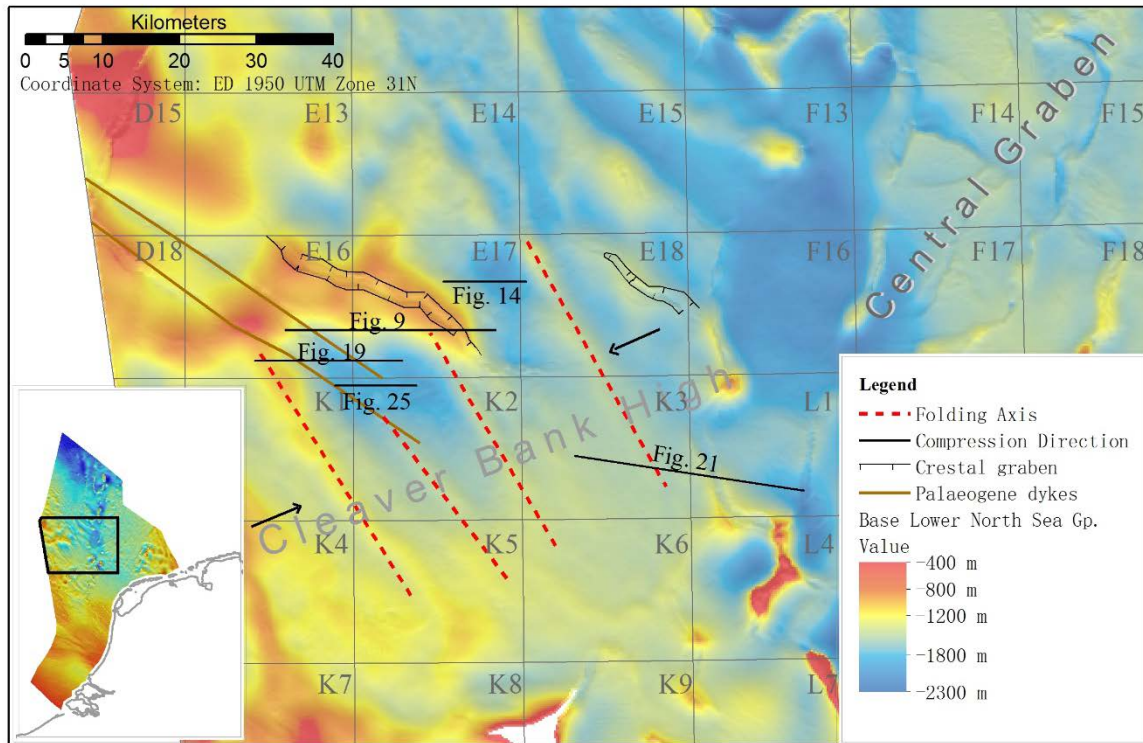 Kilometers
0 5 10 20 30 40
Coordinate System: ED 1950 UTM Zone 31N
D15
E13
E14
E15
F13
F14
F15
D18
E16
E17
E18
F16
F17
F18
Central Graben
Fig. 14
Fig. 9
Fig. 19
K1
Fig. 25
K2
K3
L1
Cleaver Bank High
Fig. 21
K4
K5
K6
L4
K7
K8
K9
L7
Legend
Folding Axis
Compression Direction
Crestal graben
Palaeogene dykes
Base Lower North Sea Gp.
Value
-400 m
-800 m
-1200 m
-1800 m
-2300 m